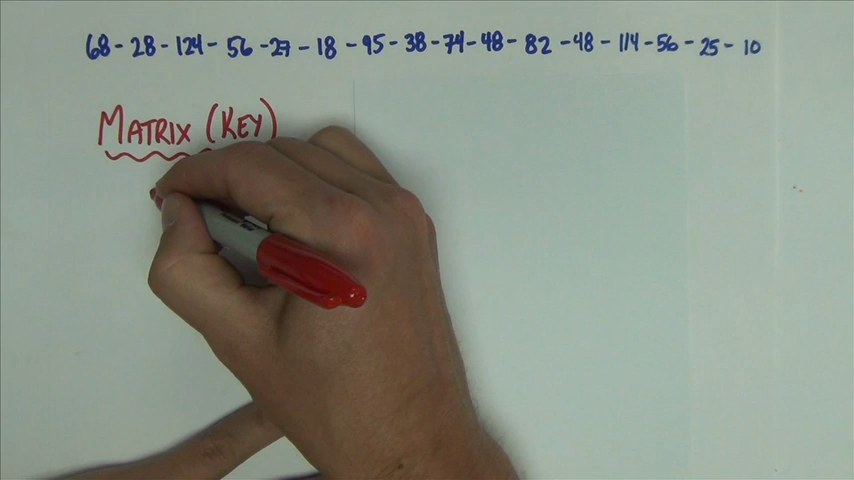 68 - 28 - 124 - 56 - 27 - 18 - 95 - 38 - 74 - 48 - 82 - 48 - 114 - 56 - 25 - 10
MATRIX (KEY)